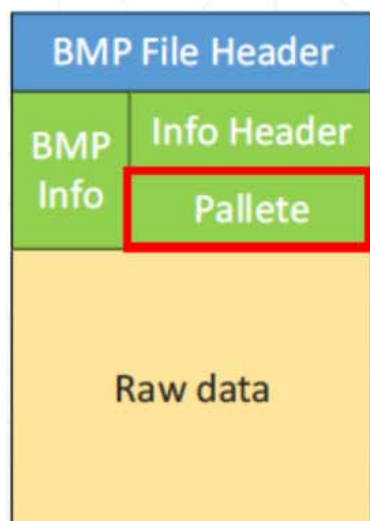 BMP File Header
BMP
Info
Info Header
Pallete
Raw data